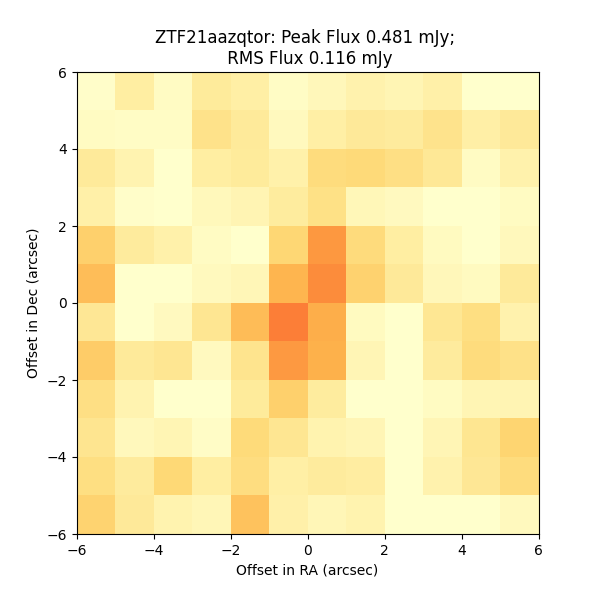 ZTF21aazqtor: Peak Flux 0.481 mJy;
RMS Flux 0.116 mJy
6
4
2
0
−2
−4
−6
Offset in Dec (arcsec)
−6 −4 −2 0 2 4 6
Offset in RA (arcsec)